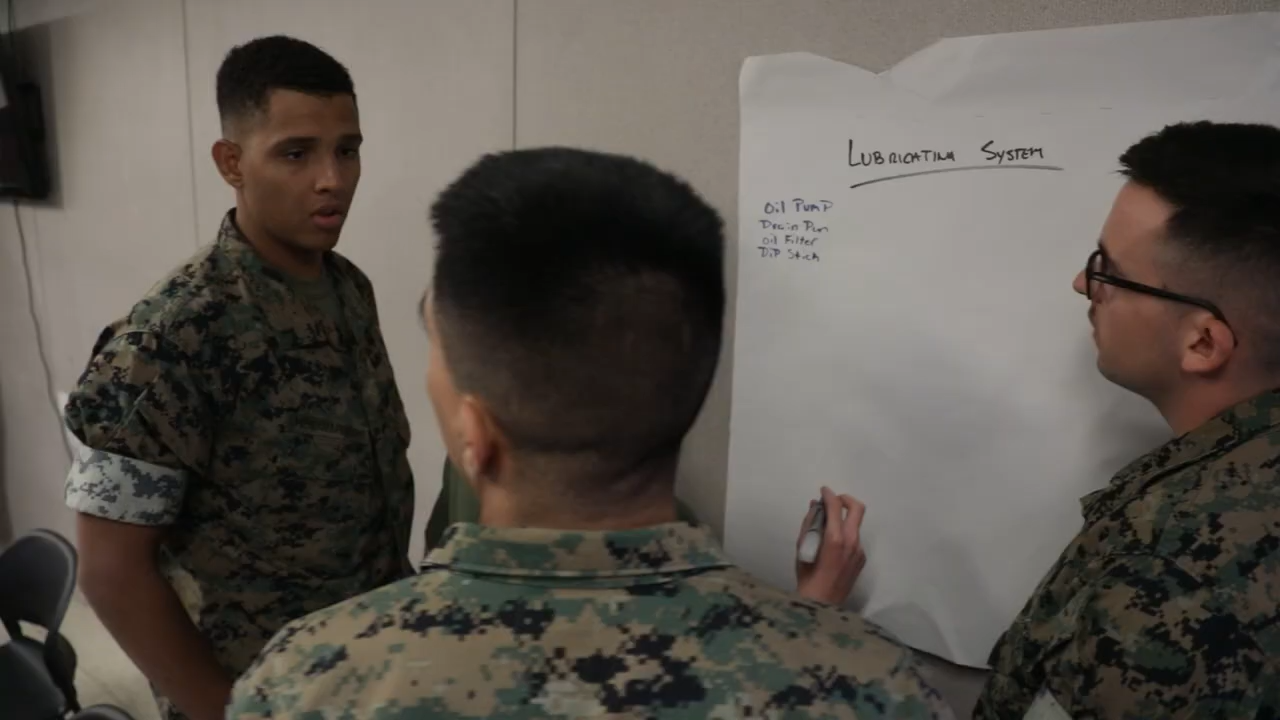 LUBRICATING SYSTEM
Oil PUMP
Drain Pan
oil Filter
DiP Stick